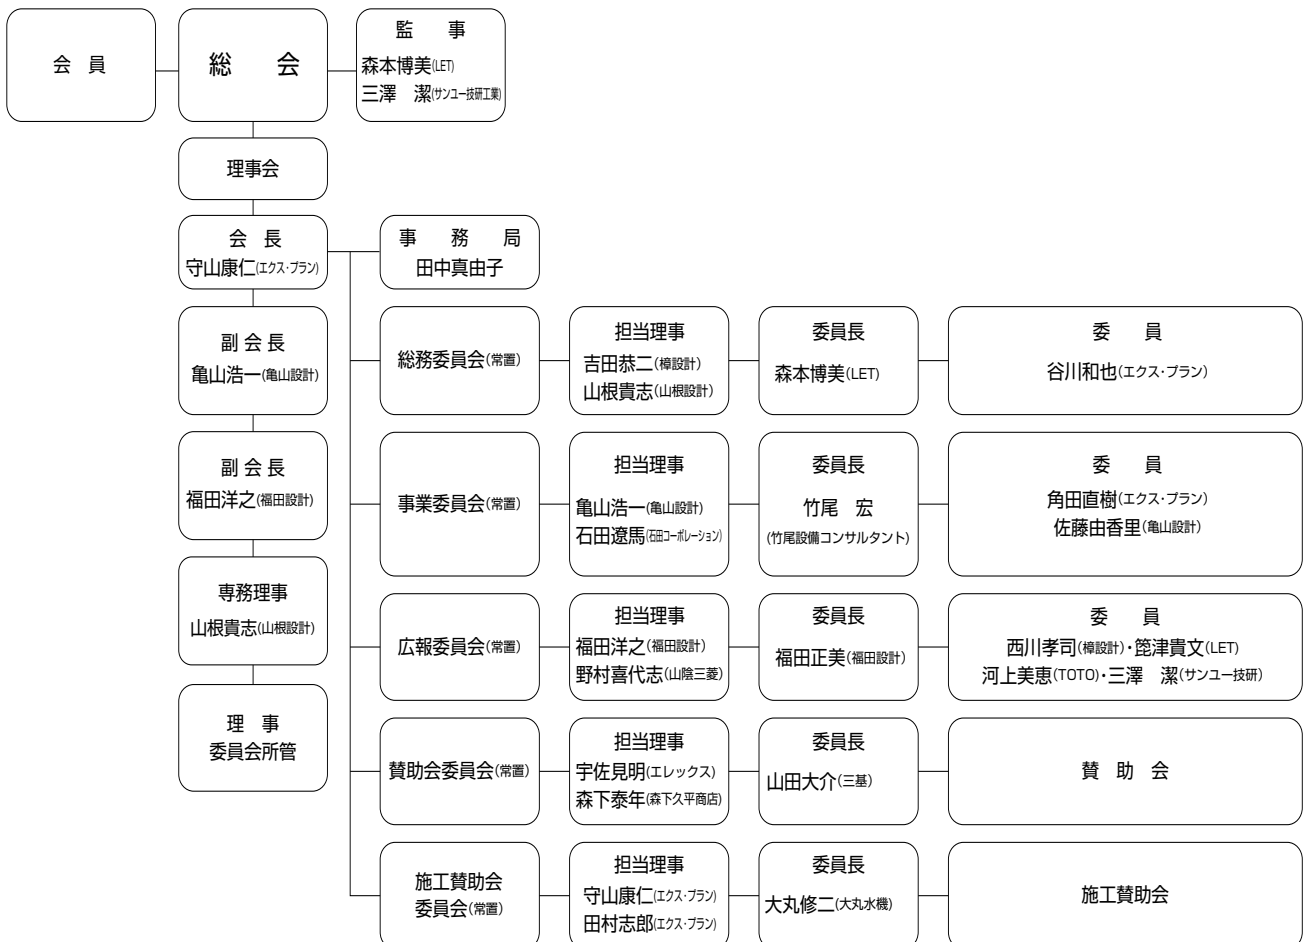 会　員
総　会
監　事
森本博美(LET)
三澤　潔(サンユー技研工業)
理事会
会　長
守山康仁(エクス・プラン)
事　務　局
田中真由子
副 会 長
亀山浩一(亀山設計)
副 会 長
福田洋之(福田設計)
専務理事
山根貴志(山根設計)
理　事
委員会所管
総務委員会(常置)
担当理事
吉田恭二(樟設計)
山根貴志(山根設計)
委員長
森本博美(LET)
委　員
谷川和也(エクス・プラン)
事業委員会(常置)
担当理事
亀山浩一(亀山設計)
石田遼馬(石田コーポレーション)
委員長
竹尾　宏
(竹尾設備コンサルタント)
委　員
角田直樹(エクス・プラン)
佐藤由香里(亀山設計)
広報委員会(常置)
担当理事
福田洋之(福田設計)
野村喜代志(山陰三菱)
委員長
福田正美(福田設計)
委　員
西川孝司(樟設計)・箆津貴文(LET)
河上美恵(TOTO)・三澤　潔(サンユー技研)
賛助会委員会(常置)
担当理事
宇佐見明(エレックス)
森下泰年(森下久平商店)
委員長
山田大介(三基)
賛　助　会
施工賛助会
委員会(常置)
担当理事
守山康仁(エクス・プラン)
田村志郎(エクス・プラン)
委員長
大丸修二(大丸水機)
施工賛助会